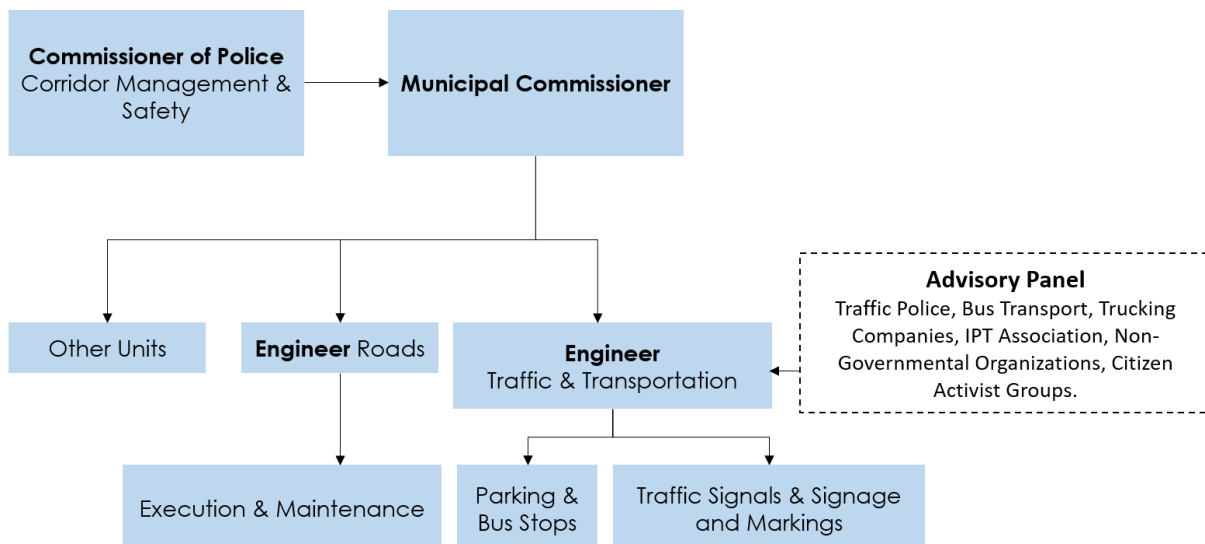 Commissioner of Police
Corridor Management &
Safety
Municipal Commissioner
Advisory Panel
Traffic Police, Bus Transport, Trucking
Companies, IPT Association, Non-
Governmental Organizations, Citizen
Activist Groups.
Other Units
Engineer Roads
Engineer
Traffic & Transportation
Execution & Maintenance
Parking &
Bus Stops
Traffic Signals & Signage
and Markings